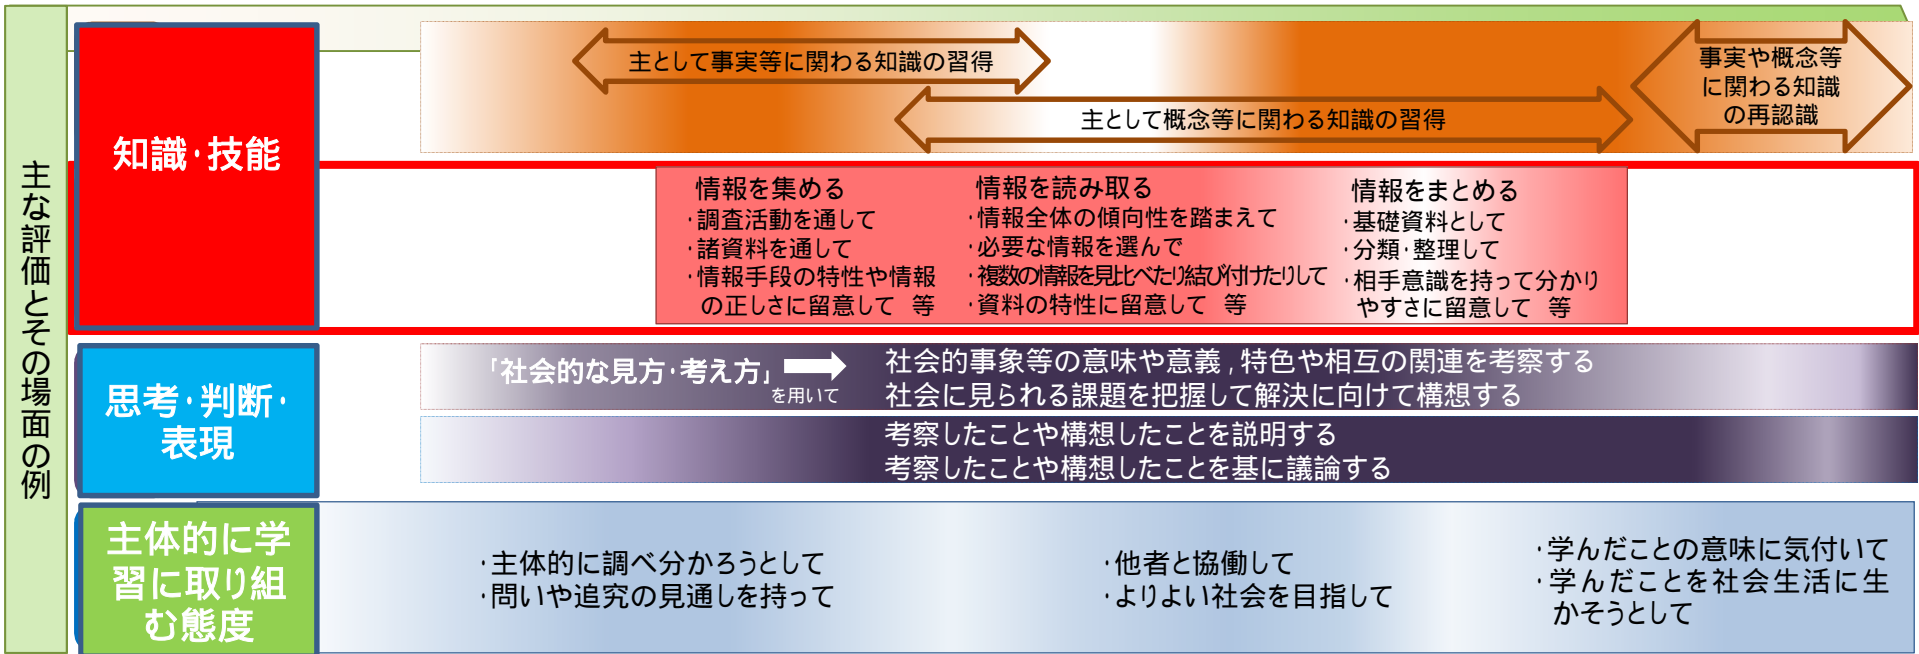 主な評価とその場面の例
知識・技能
主として事実等に関わる知識の習得
主として概念等に関わる知識の習得
事実や概念等
に関わる知識
の再認識
情報を集める
・調査活動を通して
・諸資料を通して
・情報手段の特性や情報
の正しさに留意して 等
情報を読み取る
・情報全体の傾向性を踏まえて
・必要な情報を選んで
・複数の情報を見比べたり結び付けたりして
・資料の特性に留意して 等
情報をまとめる
・基礎資料として
・分類・整理して
・相手意識を持って分かり
やすさに留意して 等
思考・判断・
表現
「社会的な見方・考え方」
を用いて
社会的事象等の意味や意義,特色や相互の関連を考察する
社会に見られる課題を把握して解決に向けて構想する
考察したことや構想したことを説明する
考察したことや構想したことを基に議論する
主体的に学
習に取り組
む態度
・主体的に調べ分かろうとして
・問いや追究の見通しを持って
・他者と協働して
・よりよい社会を目指して
・学んだことの意味に気付いて
・学んだことを社会生活に生
かそうとして